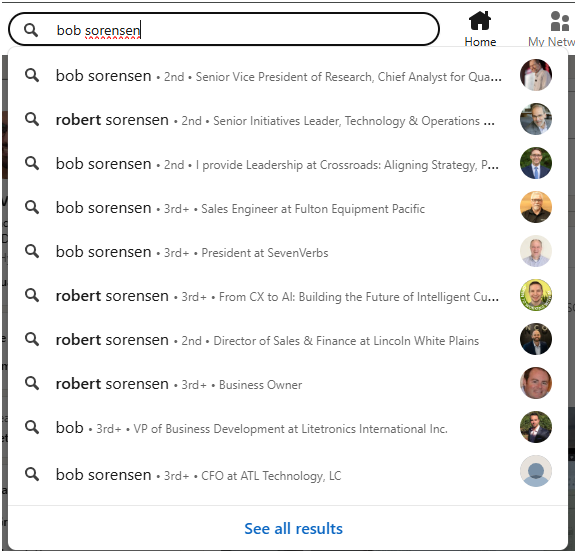 bob sorensen
Home
My Netw
bob sorensen • 2nd • Senior Vice President of Research, Chief Analyst for Qua...
robert sorensen • 2nd • Senior Initiatives Leader, Technology & Operations ...
bob sorensen • 2nd • I provide Leadership at Crossroads: Aligning Strategy, P...
bob sorensen • 3rd+ • Sales Engineer at Fulton Equipment Pacific
bob sorensen • 3rd+ • President at SevenVerbs
robert sorensen • 3rd+ • From CX to AI: Building the Future of Intelligent Cu...
robert sorensen • 2nd • Director of Sales & Finance at Lincoln White Plains
robert sorensen • 3rd+ • Business Owner
bob • 3rd+ • VP of Business Development at Litetronics International Inc.
bob sorensen • 3rd+ • CFO at ATL Technology, LC
See all results